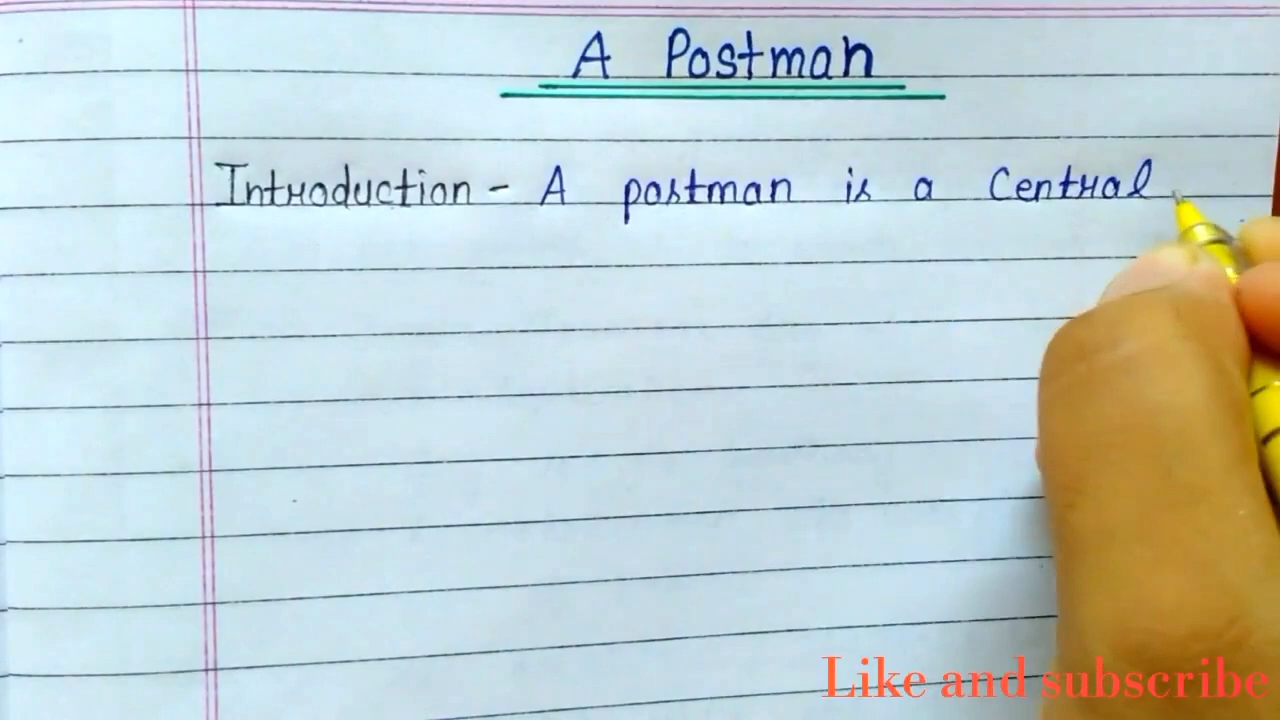 A Postman
Introduction - A postman is a Central
Like and subscribe